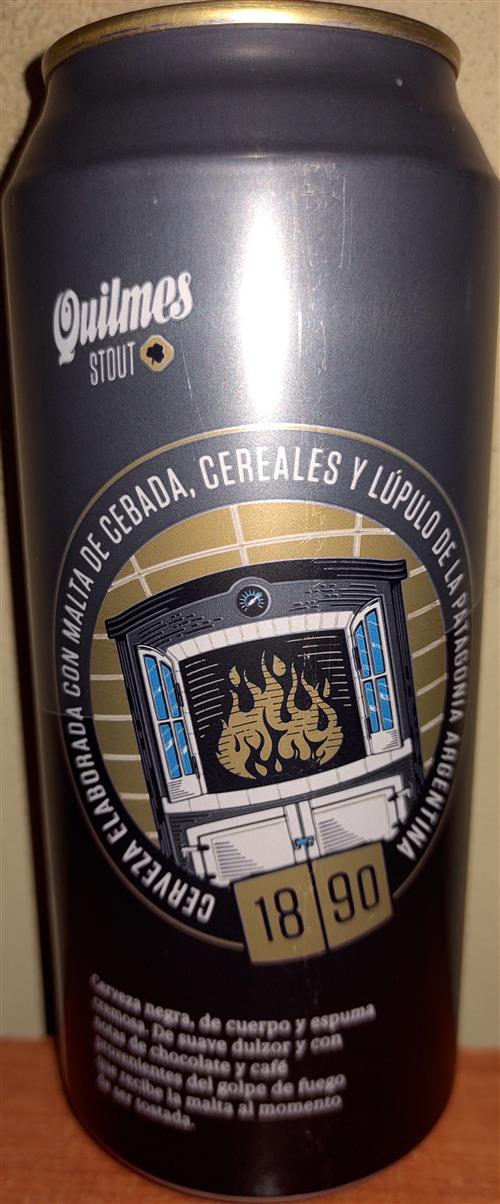 Quilmes
STOUT
CERVEZA ELABORADA CON MALTA DE CEBADA, CEREALES Y LÚPULO DE LA PATAGONIA ARGENTINA
18 90
Cerveza negra, de cuerpo y espuma
cremosa. De suave dulzor y con
notas de chocolate y café
provenientes del golpe de fuego
que recibe la malta al momento
de ser tostada.